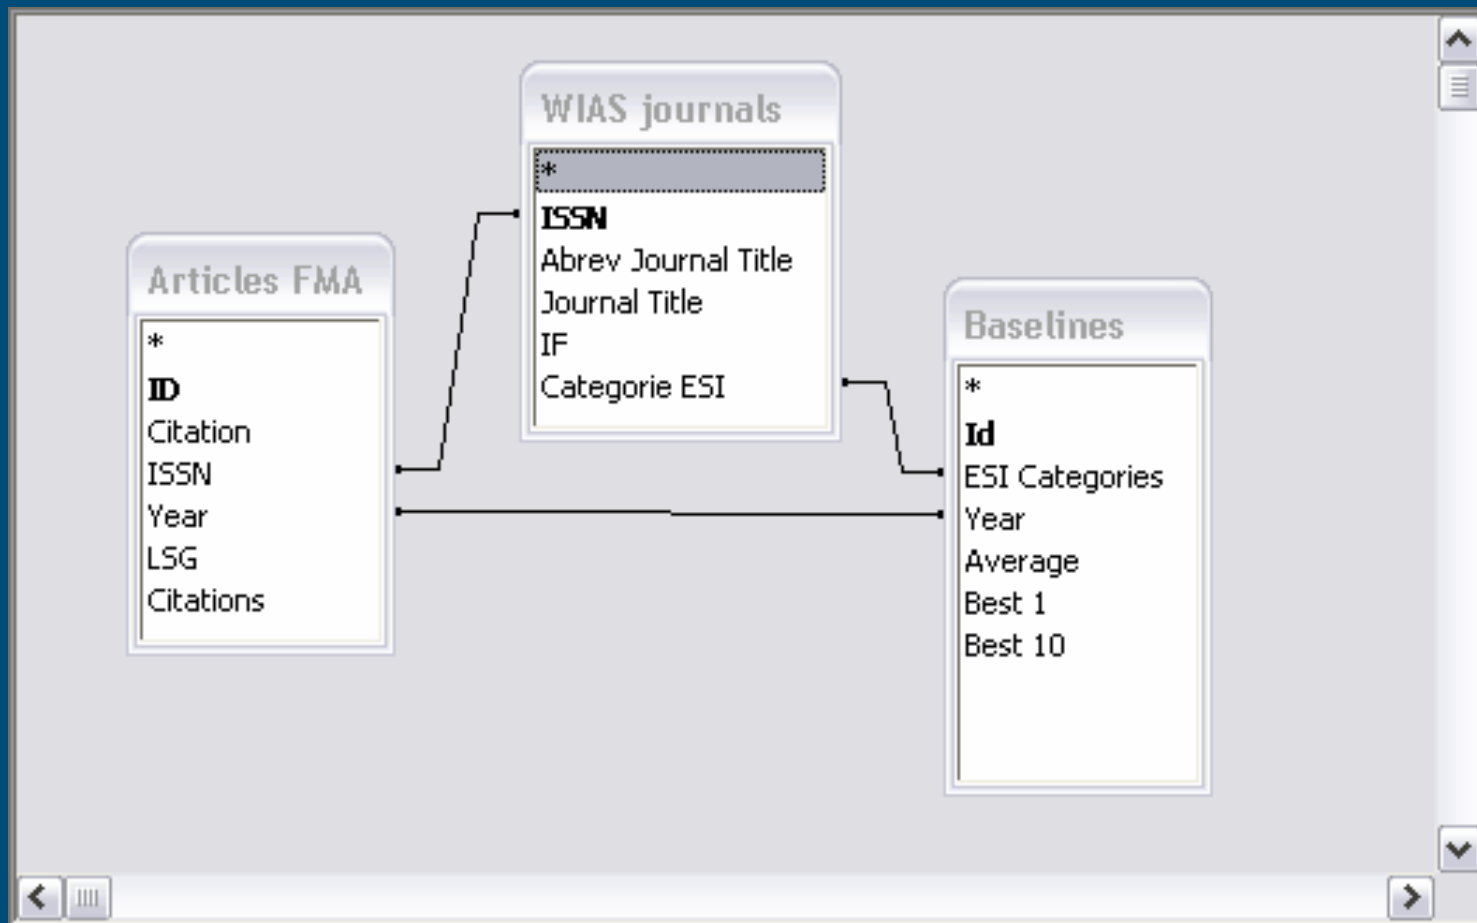 WIAS journals
*
ISSN
Abrev Journal Title
Journal Title
IF
Categorie ESI
Articles FMA
*
ID
Citation
ISSN
Year
LSG
Citations
Baselines
*
Id
ESI Categories
Year
Average
Best 1
Best 10